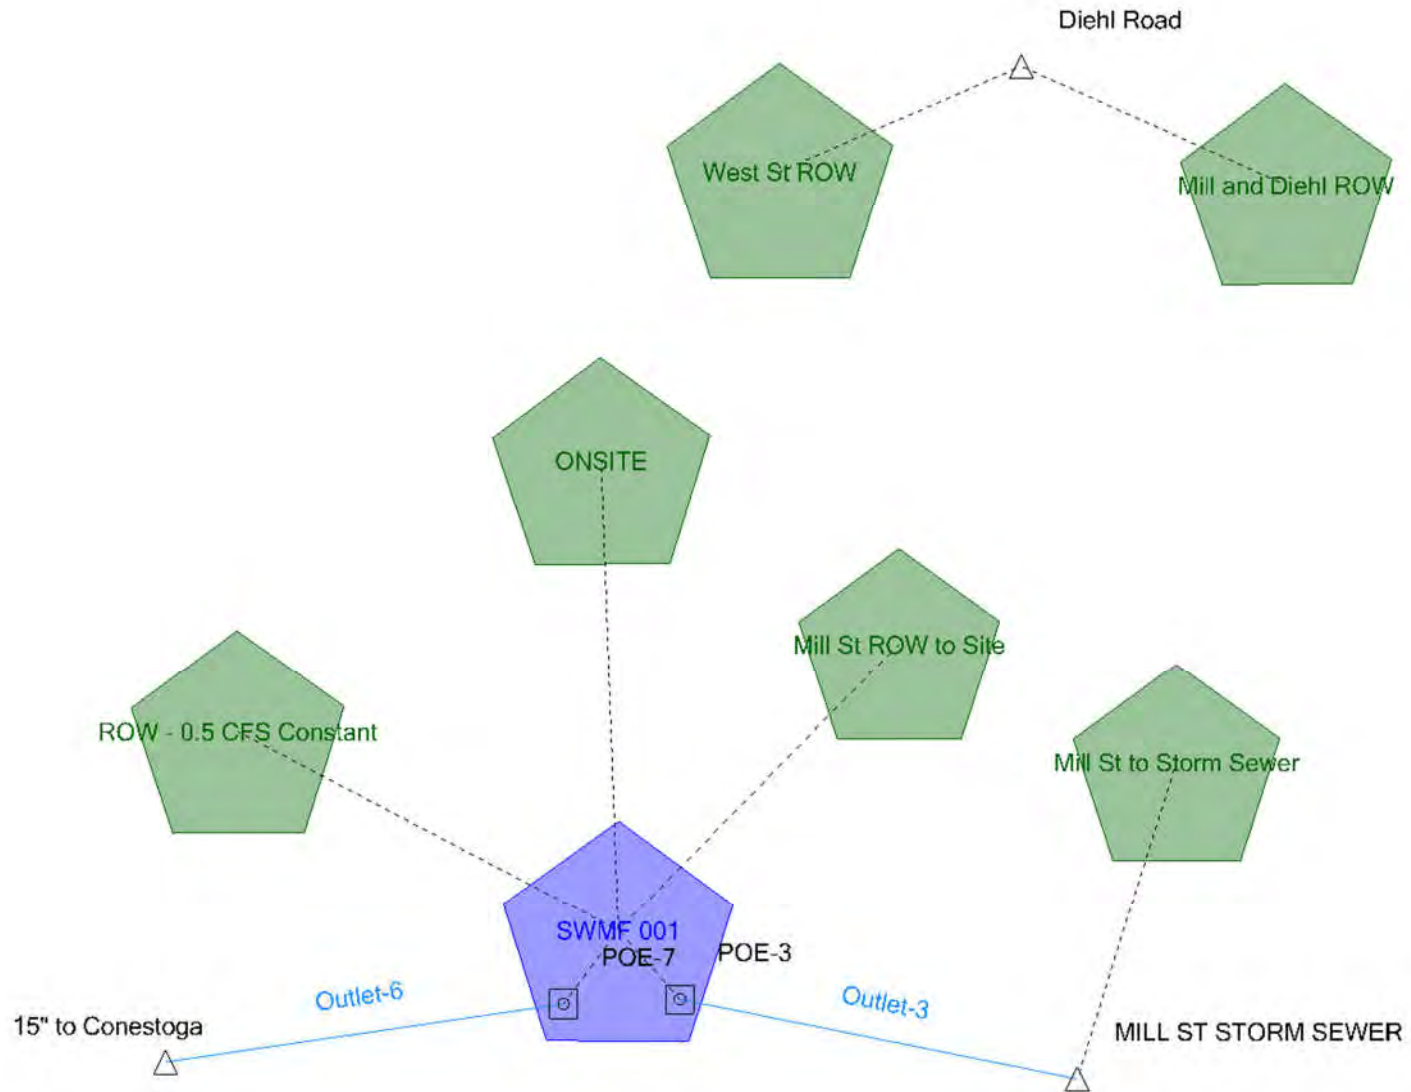 Diehl Road
West St ROW
Mill and Diehl ROW
ONSITE
Mill St ROW to Site
ROW - 0.5 CFS Constant
Mill St to Storm Sewer
SWMF 001
POE-7
POE-3
Outlet-6
Outlet-3
15" to Conestoga
MILL ST STORM SEWER